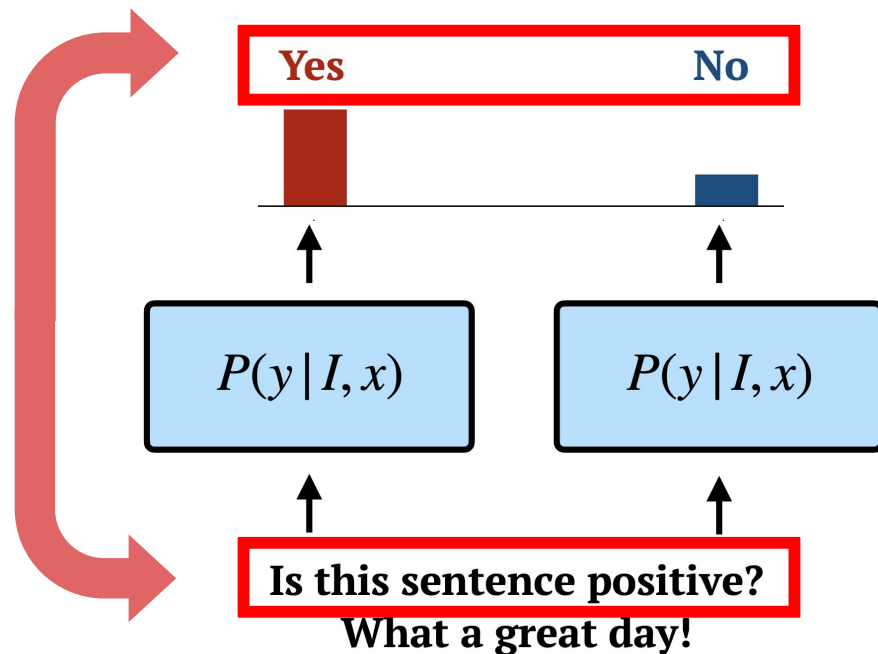 Yes No
P(y|I, x) P(y|I, x)
Is this sentence positive?
What a great day!